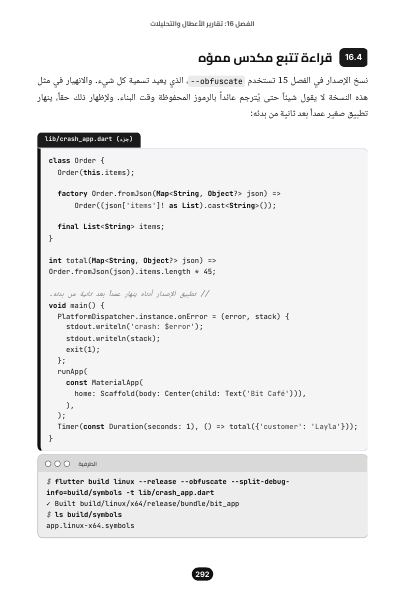 الفصل 16: تقارير الأعطال والتحليلات
16.4 قراءة تتبع مكدس مموّه
نسخ الإصدار في الفصل 15 تستخدم --obfuscate، الذي يعيد تسمية كل شيء. والانهيار في مثل
هذه النسخة لا يقول شيئاً حتى يُترجم عائداً بالرموز المحفوظة وقت البناء. ولإظهار ذلك حقاً، ينهار
تطبيق صغير عمداً بعد ثانية من بدئه:
lib/crash_app.dart (جزء)
class Order {
  Order(this.items);
  factory Order.fromJson(Map<String, Object?> json) =>
      Order((json['items']! as List).cast<String>());
  final List<String> items;
}
int total(Map<String, Object?> json) =>
Order.fromJson(json).items.length * 45;
// تطبيق الإصدار أدناه ينهار عمداً بعد ثانية من بدئه.
void main() {
  PlatformDispatcher.instance.onError = (error, stack) {
    stdout.writeln('crash: $error');
    stdout.writeln(stack);
    exit(1);
  };
  runApp(
    const MaterialApp(
      home: Scaffold(body: Center(child: Text('Bit Café'))),
    ),
  );
  Timer(const Duration(seconds: 1), () => total({'customer': 'Layla'}));
}
الطرفية
$ flutter build linux --release --obfuscate --split-debug-
info=build/symbols -t lib/crash_app.dart
✓ Built build/linux/x64/release/bundle/bit_app
$ ls build/symbols
app.linux-x64.symbols
292